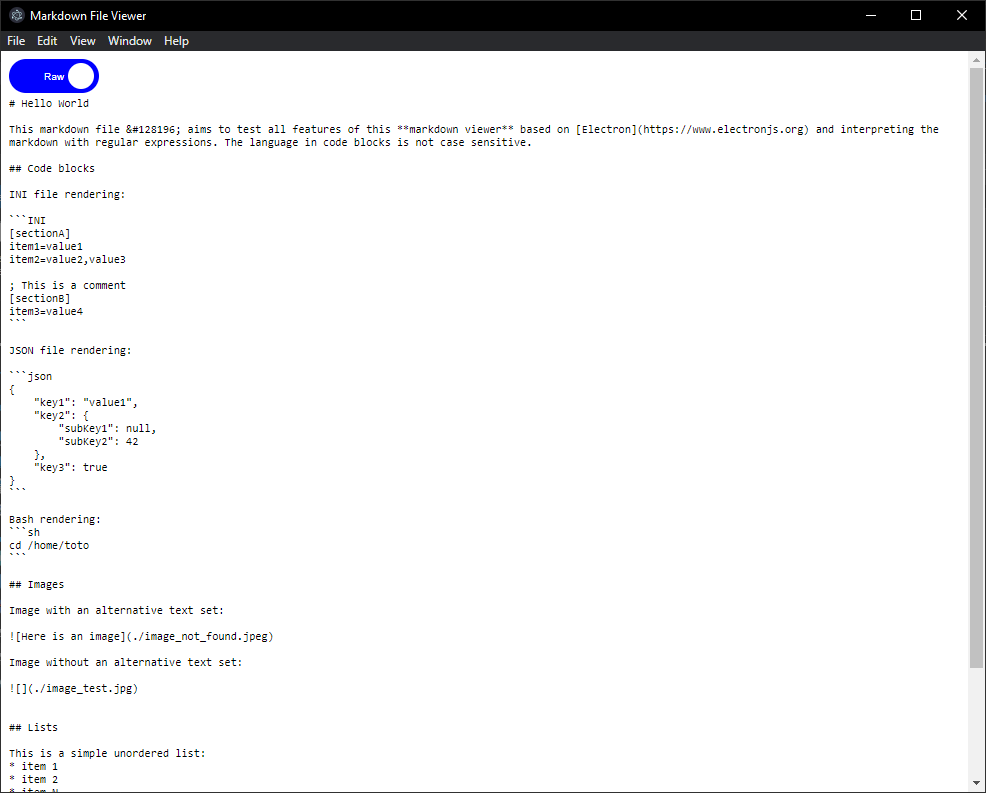 Markdown File Viewer
File Edit View Window Help
Raw
# Hello World
This markdown file &#128196; aims to test all features of this **markdown viewer** based on [Electron](https://www.electronjs.org) and interpreting the
markdown with regular expressions. The language in code blocks is not case sensitive.
## Code blocks
INI file rendering:
```INI
[sectionA]
item1=value1
item2=value2,value3
; This is a comment
[sectionB]
item3=value4
```
JSON file rendering:
```json
{
    "key1": "value1",
    "key2": {
        "subKey1": null,
        "subKey2": 42
    },
    "key3": true
}
```
Bash rendering:
```sh
cd /home/toto
```
## Images
Image with an alternative text set:
![Here is an image](./image_not_found.jpeg)
Image without an alternative text set:
![](./image_test.jpg)
## Lists
This is a simple unordered list:
* item 1
* item 2
* item N